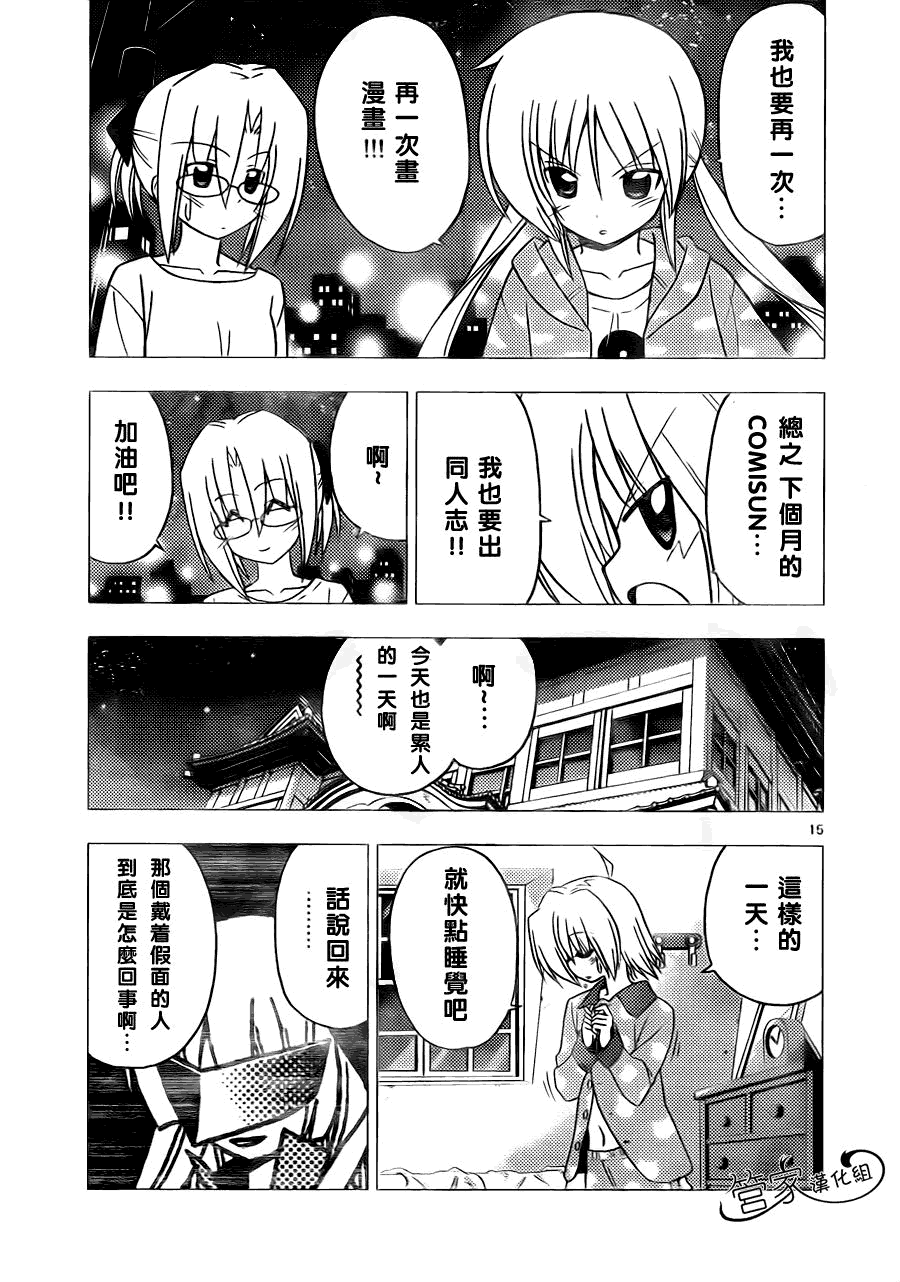 我也要再一次…
再一次畫
漫畫!!!
總之下個月的
COMISUN…
我也要出
同人志!!
啊~
加油吧!!
啊~…
今天也是累人
的一天啊
15
這樣的
一天…
就快點睡覺吧
話說回來
………
那個戴着假面的人
到底是怎麼回事啊…
管家漢化組